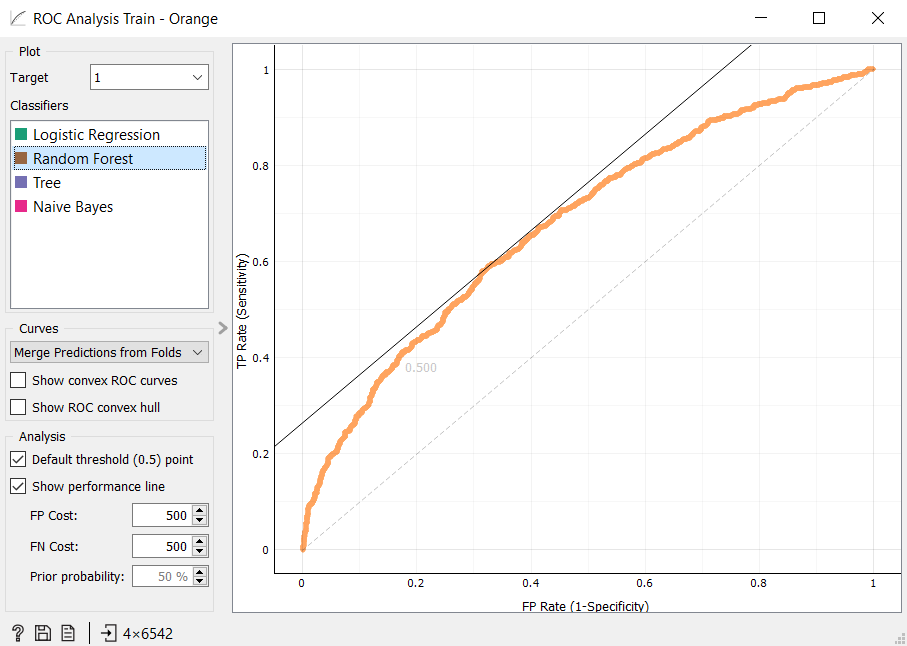 ROC Analysis Train - Orange
Plot
Target 1
Classifiers
Logistic Regression
Random Forest
Tree
Naive Bayes
Curves
Merge Predictions from Folds
Show convex ROC curves
Show ROC convex hull
Analysis
Default threshold (0.5) point
Show performance line
FP Cost: 500
FN Cost: 500
Prior probability: 50 %
4×6542
TP Rate (Sensitivity)
1
0.8
0.6
0.4
0.2
0
0.500
0 0.2 0.4 0.6 0.8 1
FP Rate (1-Specificity)